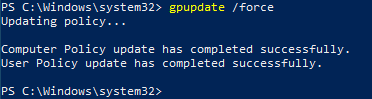 PS C:\Windows\system32> gpupdate /force
Updating policy...
Computer Policy update has completed successfully.
User Policy update has completed successfully.
PS C:\Windows\system32>